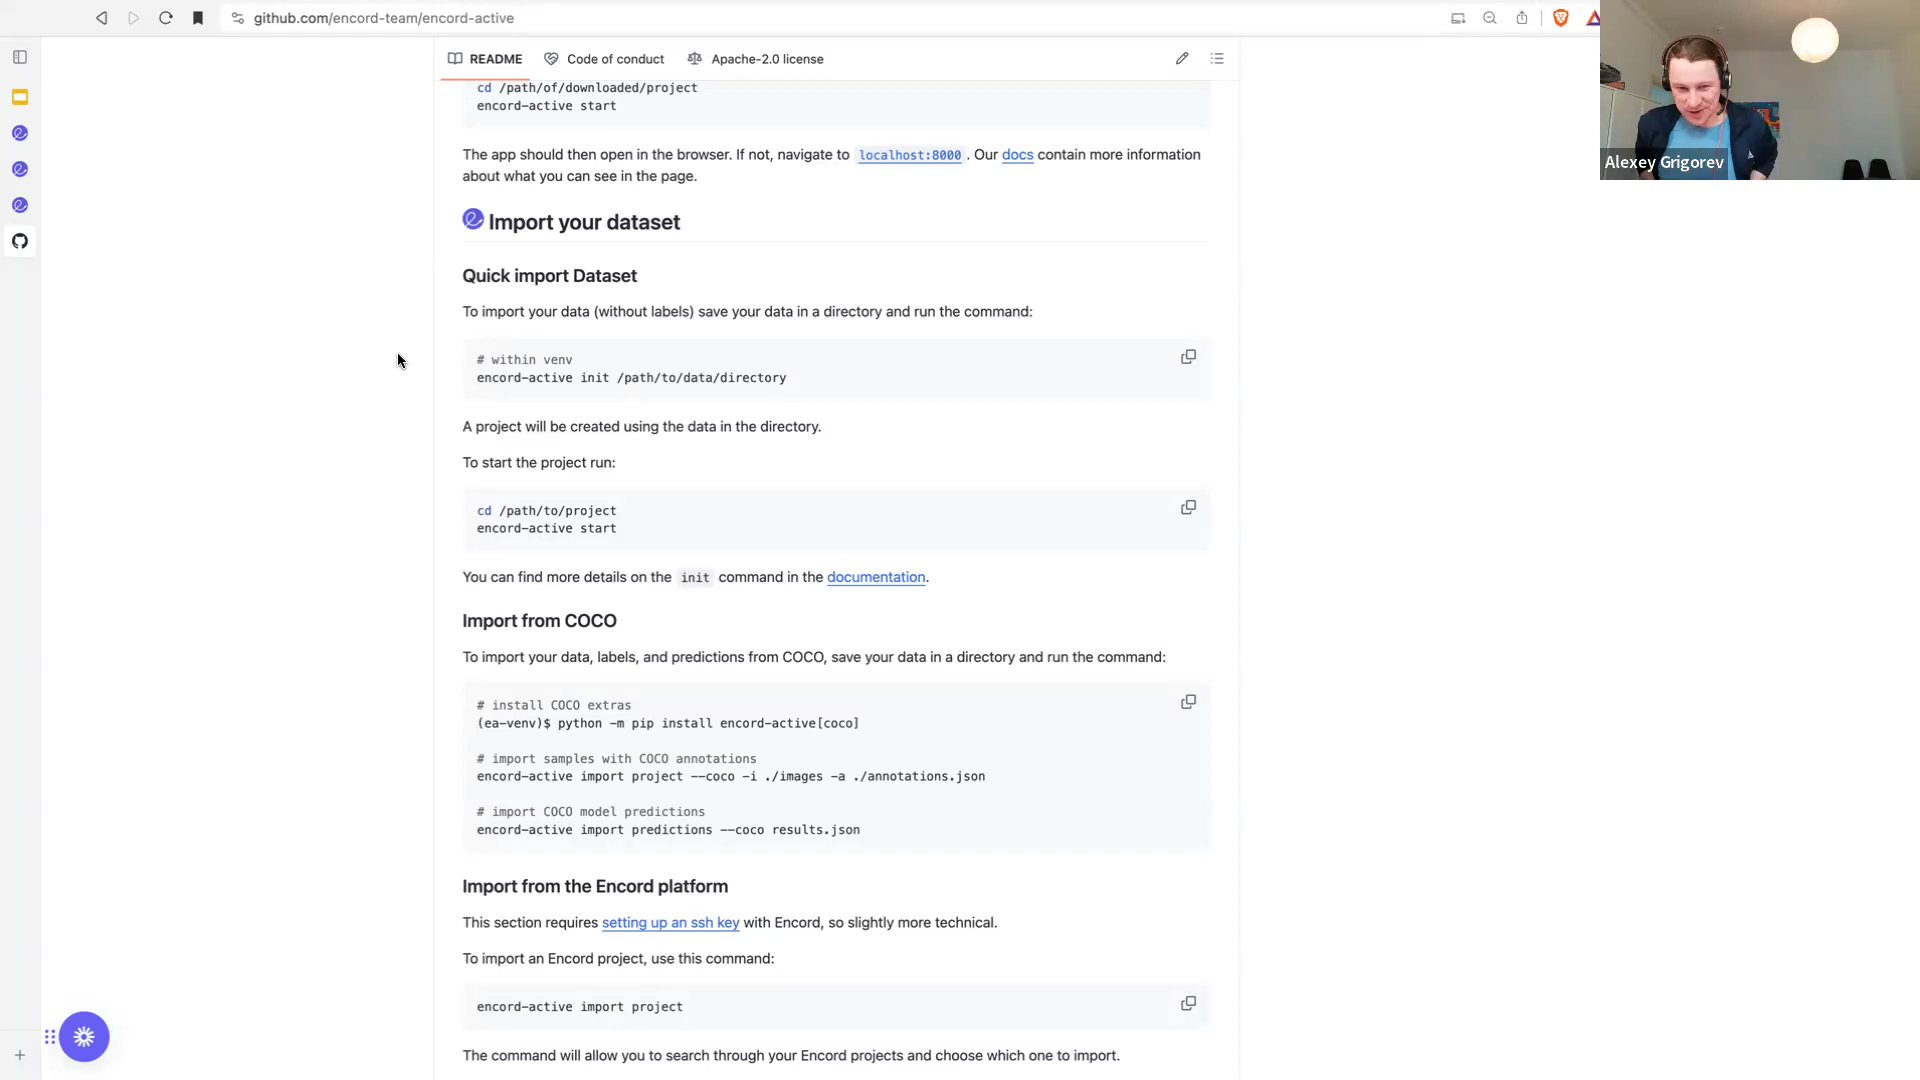 github.com/encord-team/encord-active
README
Code of conduct
Apache-2.0 license
cd /path/of/downloaded/project
encord-active start
The app should then open in the browser. If not, navigate to localhost:8000 . Our docs contain more information
about what you can see in the page.
Import your dataset
Quick import Dataset
To import your data (without labels) save your data in a directory and run the command:
# within venv
encord-active init /path/to/data/directory
A project will be created using the data in the directory.
To start the project run:
cd /path/to/project
encord-active start
You can find more details on the init command in the documentation.
Import from COCO
To import your data, labels, and predictions from COCO, save your data in a directory and run the command:
# install COCO extras
(ea-venv)$ python -m pip install encord-active[coco]
# import samples with COCO annotations
encord-active import project --coco -i ./images -a ./annotations.json
# import COCO model predictions
encord-active import predictions --coco results.json
Import from the Encord platform
This section requires setting up an ssh key with Encord, so slightly more technical.
To import an Encord project, use this command:
encord-active import project
The command will allow you to search through your Encord projects and choose which one to import.
Alexey Grigorev